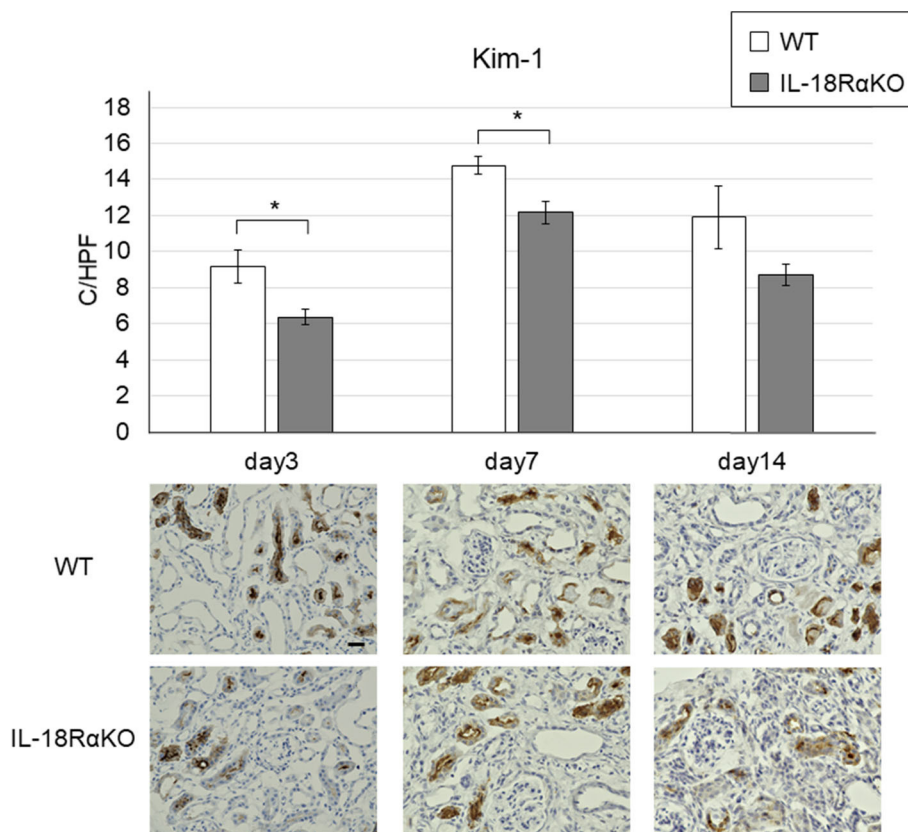 Kim-1
WT
IL-18RαKO
C/HPF
18
16
14
12
10
8
6
4
2
0
*
*
day3
day7
day14
WT
IL-18RαKO